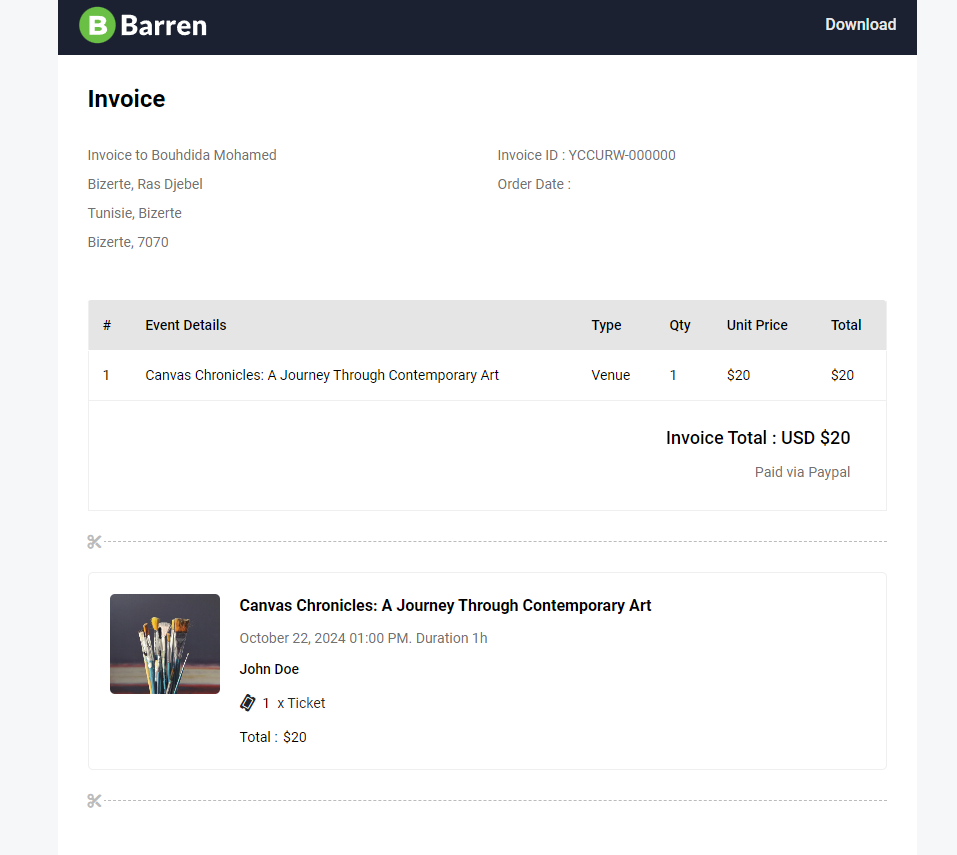 B Barren
Download
Invoice
Invoice to Bouhdida Mohamed
Bizerte, Ras Djebel
Tunisie, Bizerte
Bizerte, 7070
Invoice ID : YCCURW-000000
Order Date :
# Event Details Type Qty Unit Price Total
1 Canvas Chronicles: A Journey Through Contemporary Art Venue 1 $20 $20
Invoice Total : USD $20
Paid via Paypal
Canvas Chronicles: A Journey Through Contemporary Art
October 22, 2024 01:00 PM. Duration 1h
John Doe
1 x Ticket
Total : $20